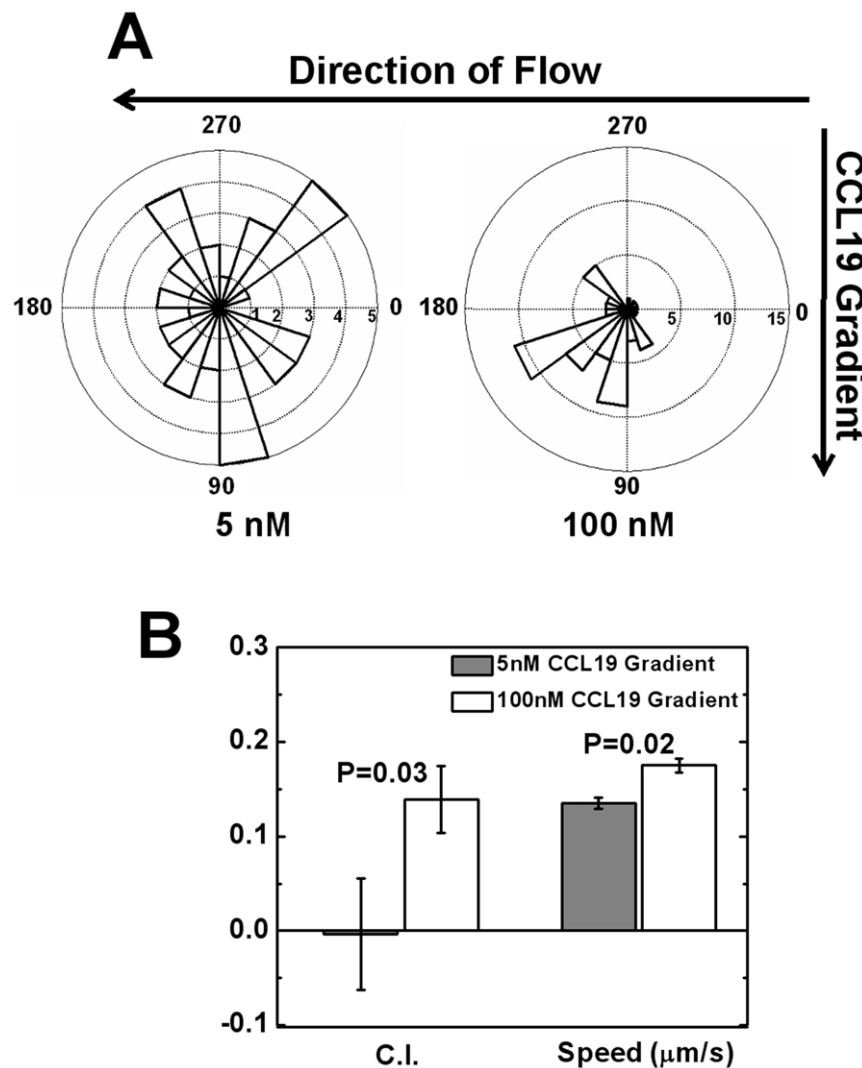 A
Direction of Flow
CCL19 Gradient
270
180
0
1 2 3 4 5
90
5 nM
270
180
0
5 10 15
90
100 nM
B
0.3
0.2
0.1
0.0
-0.1
5nM CCL19 Gradient
100nM CCL19 Gradient
P=0.03
P=0.02
C.I.
Speed (μm/s)